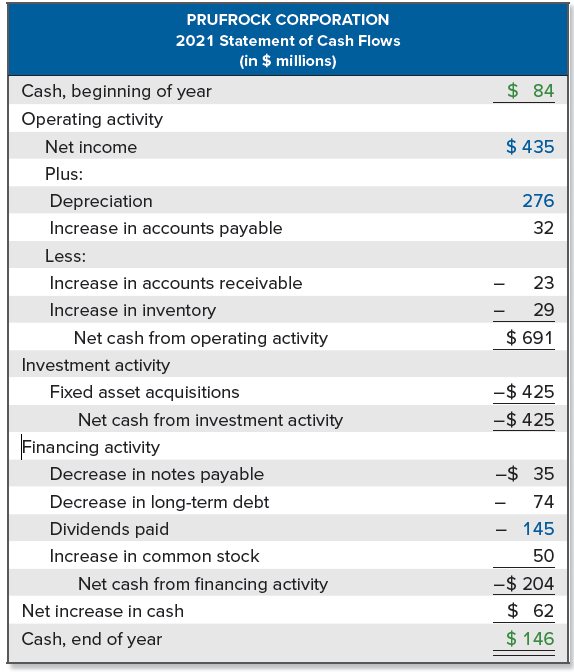 PRUFROCK CORPORATION
2021 Statement of Cash Flows
(in $ millions)
Cash, beginning of year $ 84
Operating activity
Net income $ 435
Plus:
Depreciation 276
Increase in accounts payable 32
Less:
Increase in accounts receivable – 23
Increase in inventory – 29
Net cash from operating activity $ 691
Investment activity
Fixed asset acquisitions –$ 425
Net cash from investment activity –$ 425
Financing activity
Decrease in notes payable –$ 35
Decrease in long-term debt – 74
Dividends paid – 145
Increase in common stock 50
Net cash from financing activity –$ 204
Net increase in cash $ 62
Cash, end of year $ 146